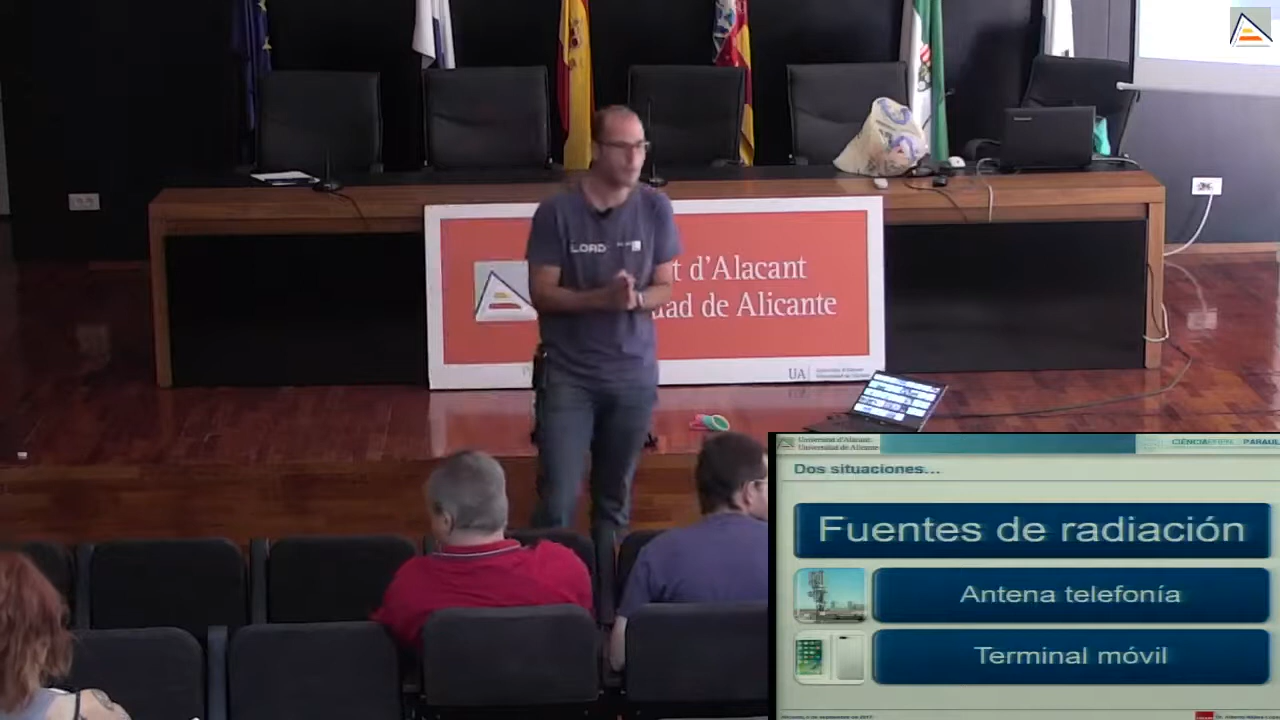 LORD
t d'Alacant
dad de Alicante
UA
Universitat d'Alacant
Universidad de Alicante
Dos situaciones...
Fuentes de radiación
Antena telefonía
Terminal móvil